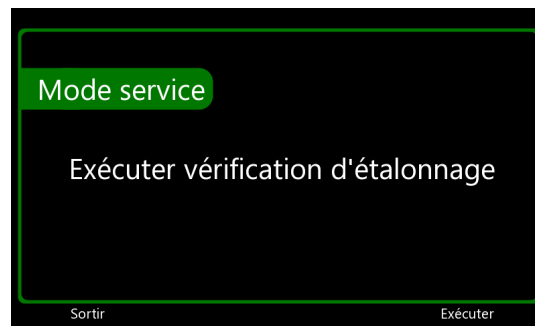 Mode service
Exécuter vérification d'étalonnage
Sortir
Exécuter